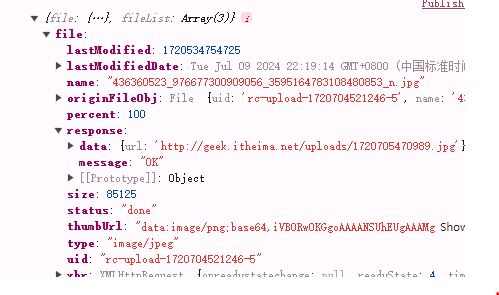 Publish
▼ {file: {…}, fileList: Array(3)} i
▼ file:
lastModified: 1720534754725
▶ lastModifiedDate: Tue Jul 09 2024 22:19:14 GMT+0800 (中国标准时间
name: "436360523_976677300909056_3595164783108480853_n.jpg"
▶ originFileObj: File {uid: 'rc-upload-1720704521246-5', name: '43
percent: 100
▼ response:
▶ data: {url: 'http://geek.itheima.net/uploads/1720705470989.jpg'}
message: "OK"
▶ [[Prototype]]: Object
size: 85125
status: "done"
thumbUrl: "data:image/png;base64,iVBORw0KGgoAAAANSUhEUgAAAMg Show
type: "image/jpeg"
uid: "rc-upload-1720704521246-5"
▶ xhr: XMLHttpRequest {onreadystatechange: null, readyState: 4, ti